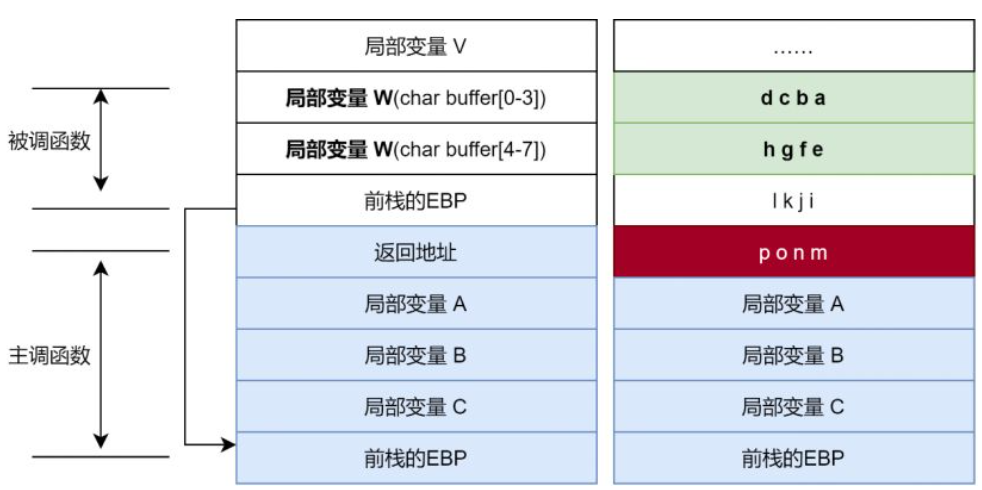 局部变量 V
局部变量 W(char buffer[0-3])
局部变量 W(char buffer[4-7])
前栈的EBP
返回地址
局部变量 A
局部变量 B
局部变量 C
前栈的EBP
……
d c b a
h g f e
l k j i
p o n m
局部变量 A
局部变量 B
局部变量 C
前栈的EBP
被调函数
主调函数